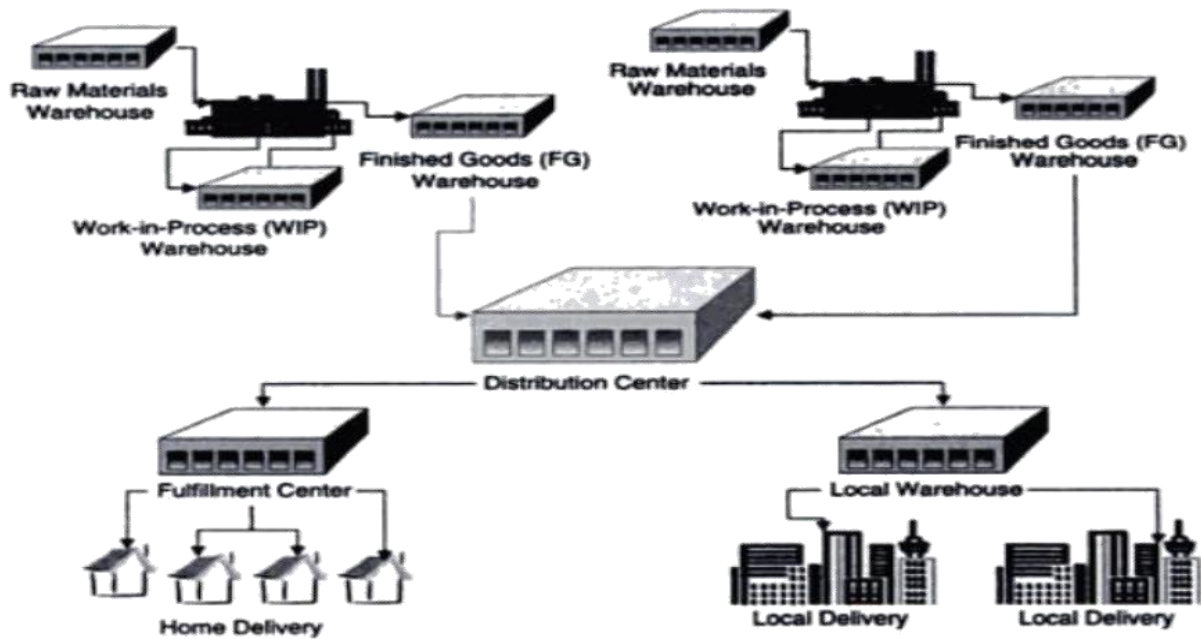 Raw Materials
Warehouse
Finished Goods (FG)
Warehouse
Work-in-Process (WIP)
Warehouse
Raw Materials
Warehouse
Finished Goods (FG)
Warehouse
Work-in-Process (WIP)
Warehouse
Distribution Center
Fulfillment Center
Local Warehouse
Home Delivery
Local Delivery
Local Delivery